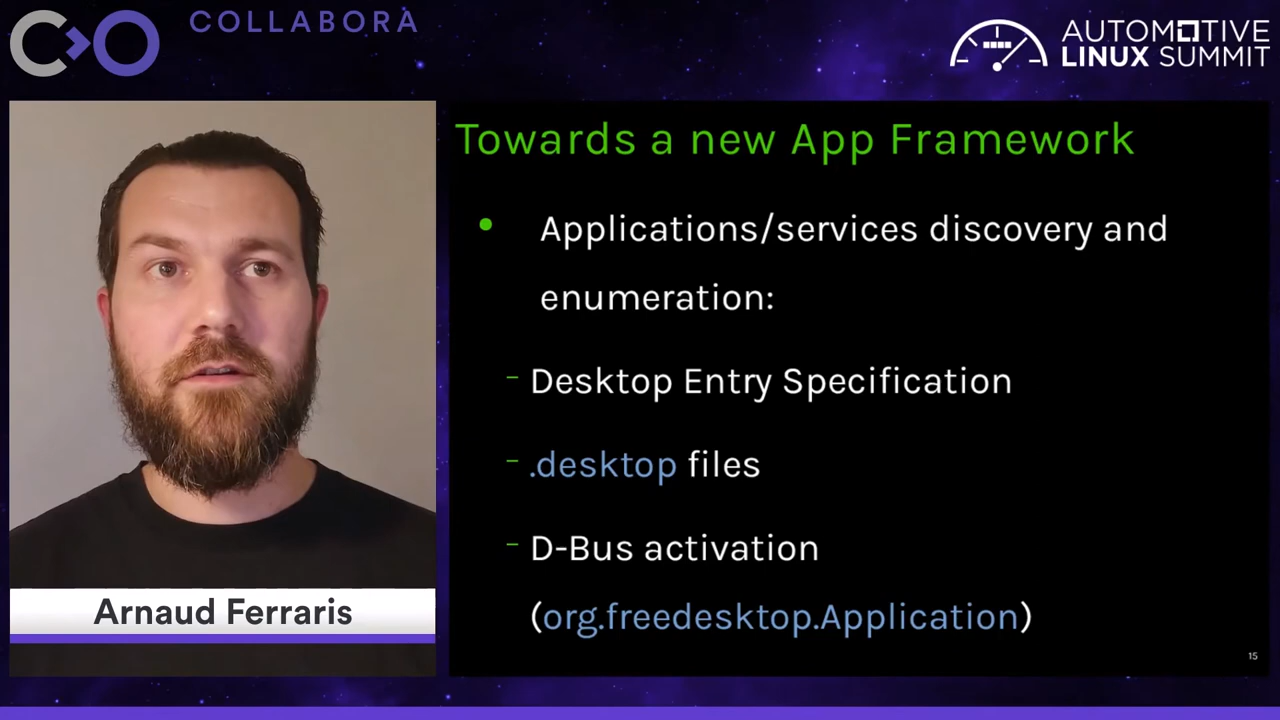 COLLABORA
AUTOMOTIVE
LINUX SUMMIT
Towards a new App Framework
Applications/services discovery and
enumeration:
- Desktop Entry Specification
- .desktop files
- D-Bus activation
(org.freedesktop.Application)
15
Arnaud Ferraris